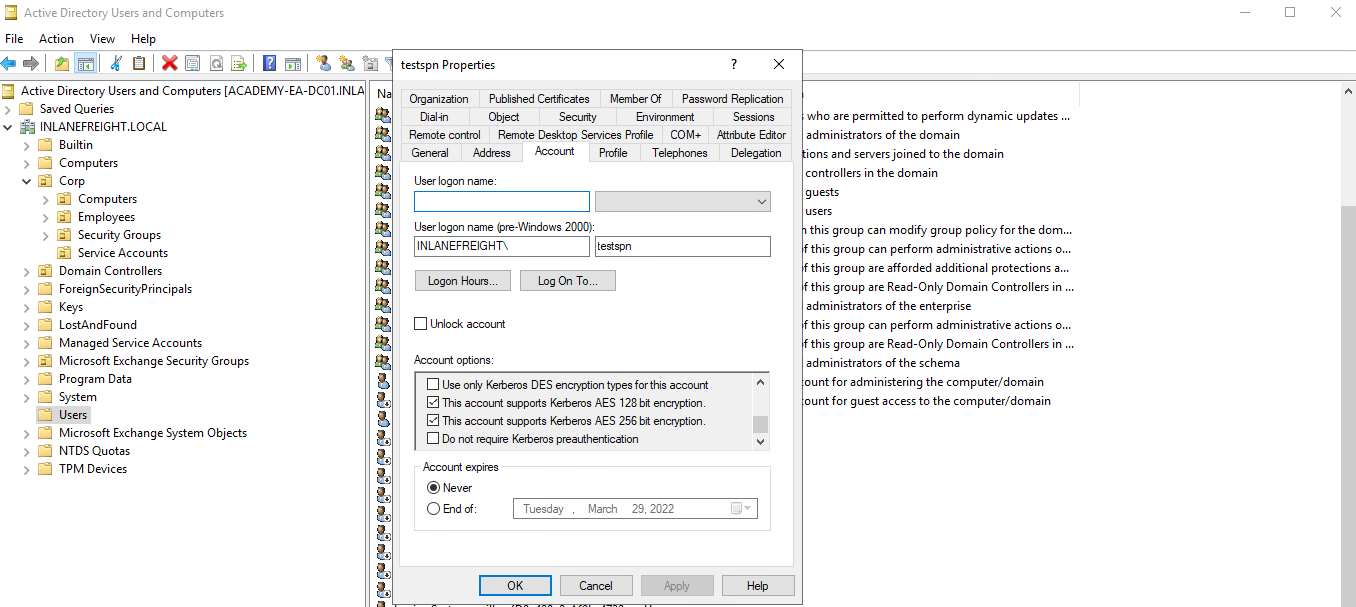 Active Directory Users and Computers
File Action View Help
Active Directory Users and Computers [ACADEMY-EA-DC01.INLA
Saved Queries
INLANEFREIGHT.LOCAL
Builtin
Computers
Corp
Computers
Employees
Security Groups
Service Accounts
Domain Controllers
ForeignSecurityPrincipals
Keys
LostAndFound
Managed Service Accounts
Microsoft Exchange Security Groups
Program Data
System
Users
Microsoft Exchange System Objects
NTDS Quotas
TPM Devices
Na
testspn Properties
Organization Published Certificates Member Of Password Replication
Dial-in Object Security Environment Sessions
Remote control Remote Desktop Services Profile COM+ Attribute Editor
General Address Account Profile Telephones Delegation
User logon name:
User logon name (pre-Windows 2000):
INLANEFREIGHT\ testspn
Logon Hours... Log On To...
Unlock account
Account options:
Use only Kerberos DES encryption types for this account
This account supports Kerberos AES 128 bit encryption.
This account supports Kerberos AES 256 bit encryption.
Do not require Kerberos preauthentication
Account expires
Never
End of: Tuesday , March 29, 2022
OK Cancel Apply Help
who are permitted to perform dynamic updates ...
administrators of the domain
tions and servers joined to the domain
controllers in the domain
guests
users
n this group can modify group policy for the dom...
of this group can perform administrative actions o...
of this group are afforded additional protections a...
of this group are Read-Only Domain Controllers in ...
administrators of the enterprise
of this group can perform administrative actions o...
of this group are Read-Only Domain Controllers in ...
administrators of the schema
count for administering the computer/domain
count for guest access to the computer/domain